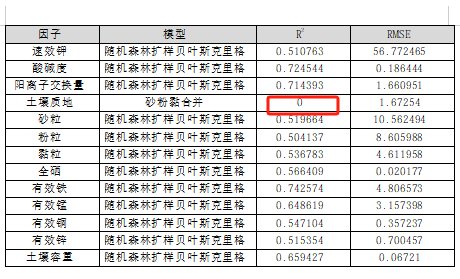 因子 模型 R² RMSE
速效钾 随机森林扩样贝叶斯克里格 0.510763 56.772465
酸碱度 随机森林扩样贝叶斯克里格 0.724544 0.186444
阳离子交换量 随机森林扩样贝叶斯克里格 0.714393 1.660951
土壤质地 砂粉黏合并 0 1.67254
砂粒 随机森林扩样贝叶斯克里格 0.519664 10.562494
粉粒 随机森林扩样贝叶斯克里格 0.504137 8.605988
黏粒 随机森林扩样贝叶斯克里格 0.536783 4.611958
全硒 随机森林扩样贝叶斯克里格 0.566409 0.020177
有效铁 随机森林扩样贝叶斯克里格 0.742574 4.806573
有效锰 随机森林扩样贝叶斯克里格 0.648619 3.157398
有效铜 随机森林扩样贝叶斯克里格 0.547104 0.357237
有效锌 随机森林扩样贝叶斯克里格 0.515354 0.700457
土壤容量 随机森林扩样贝叶斯克里格 0.659427 0.06721